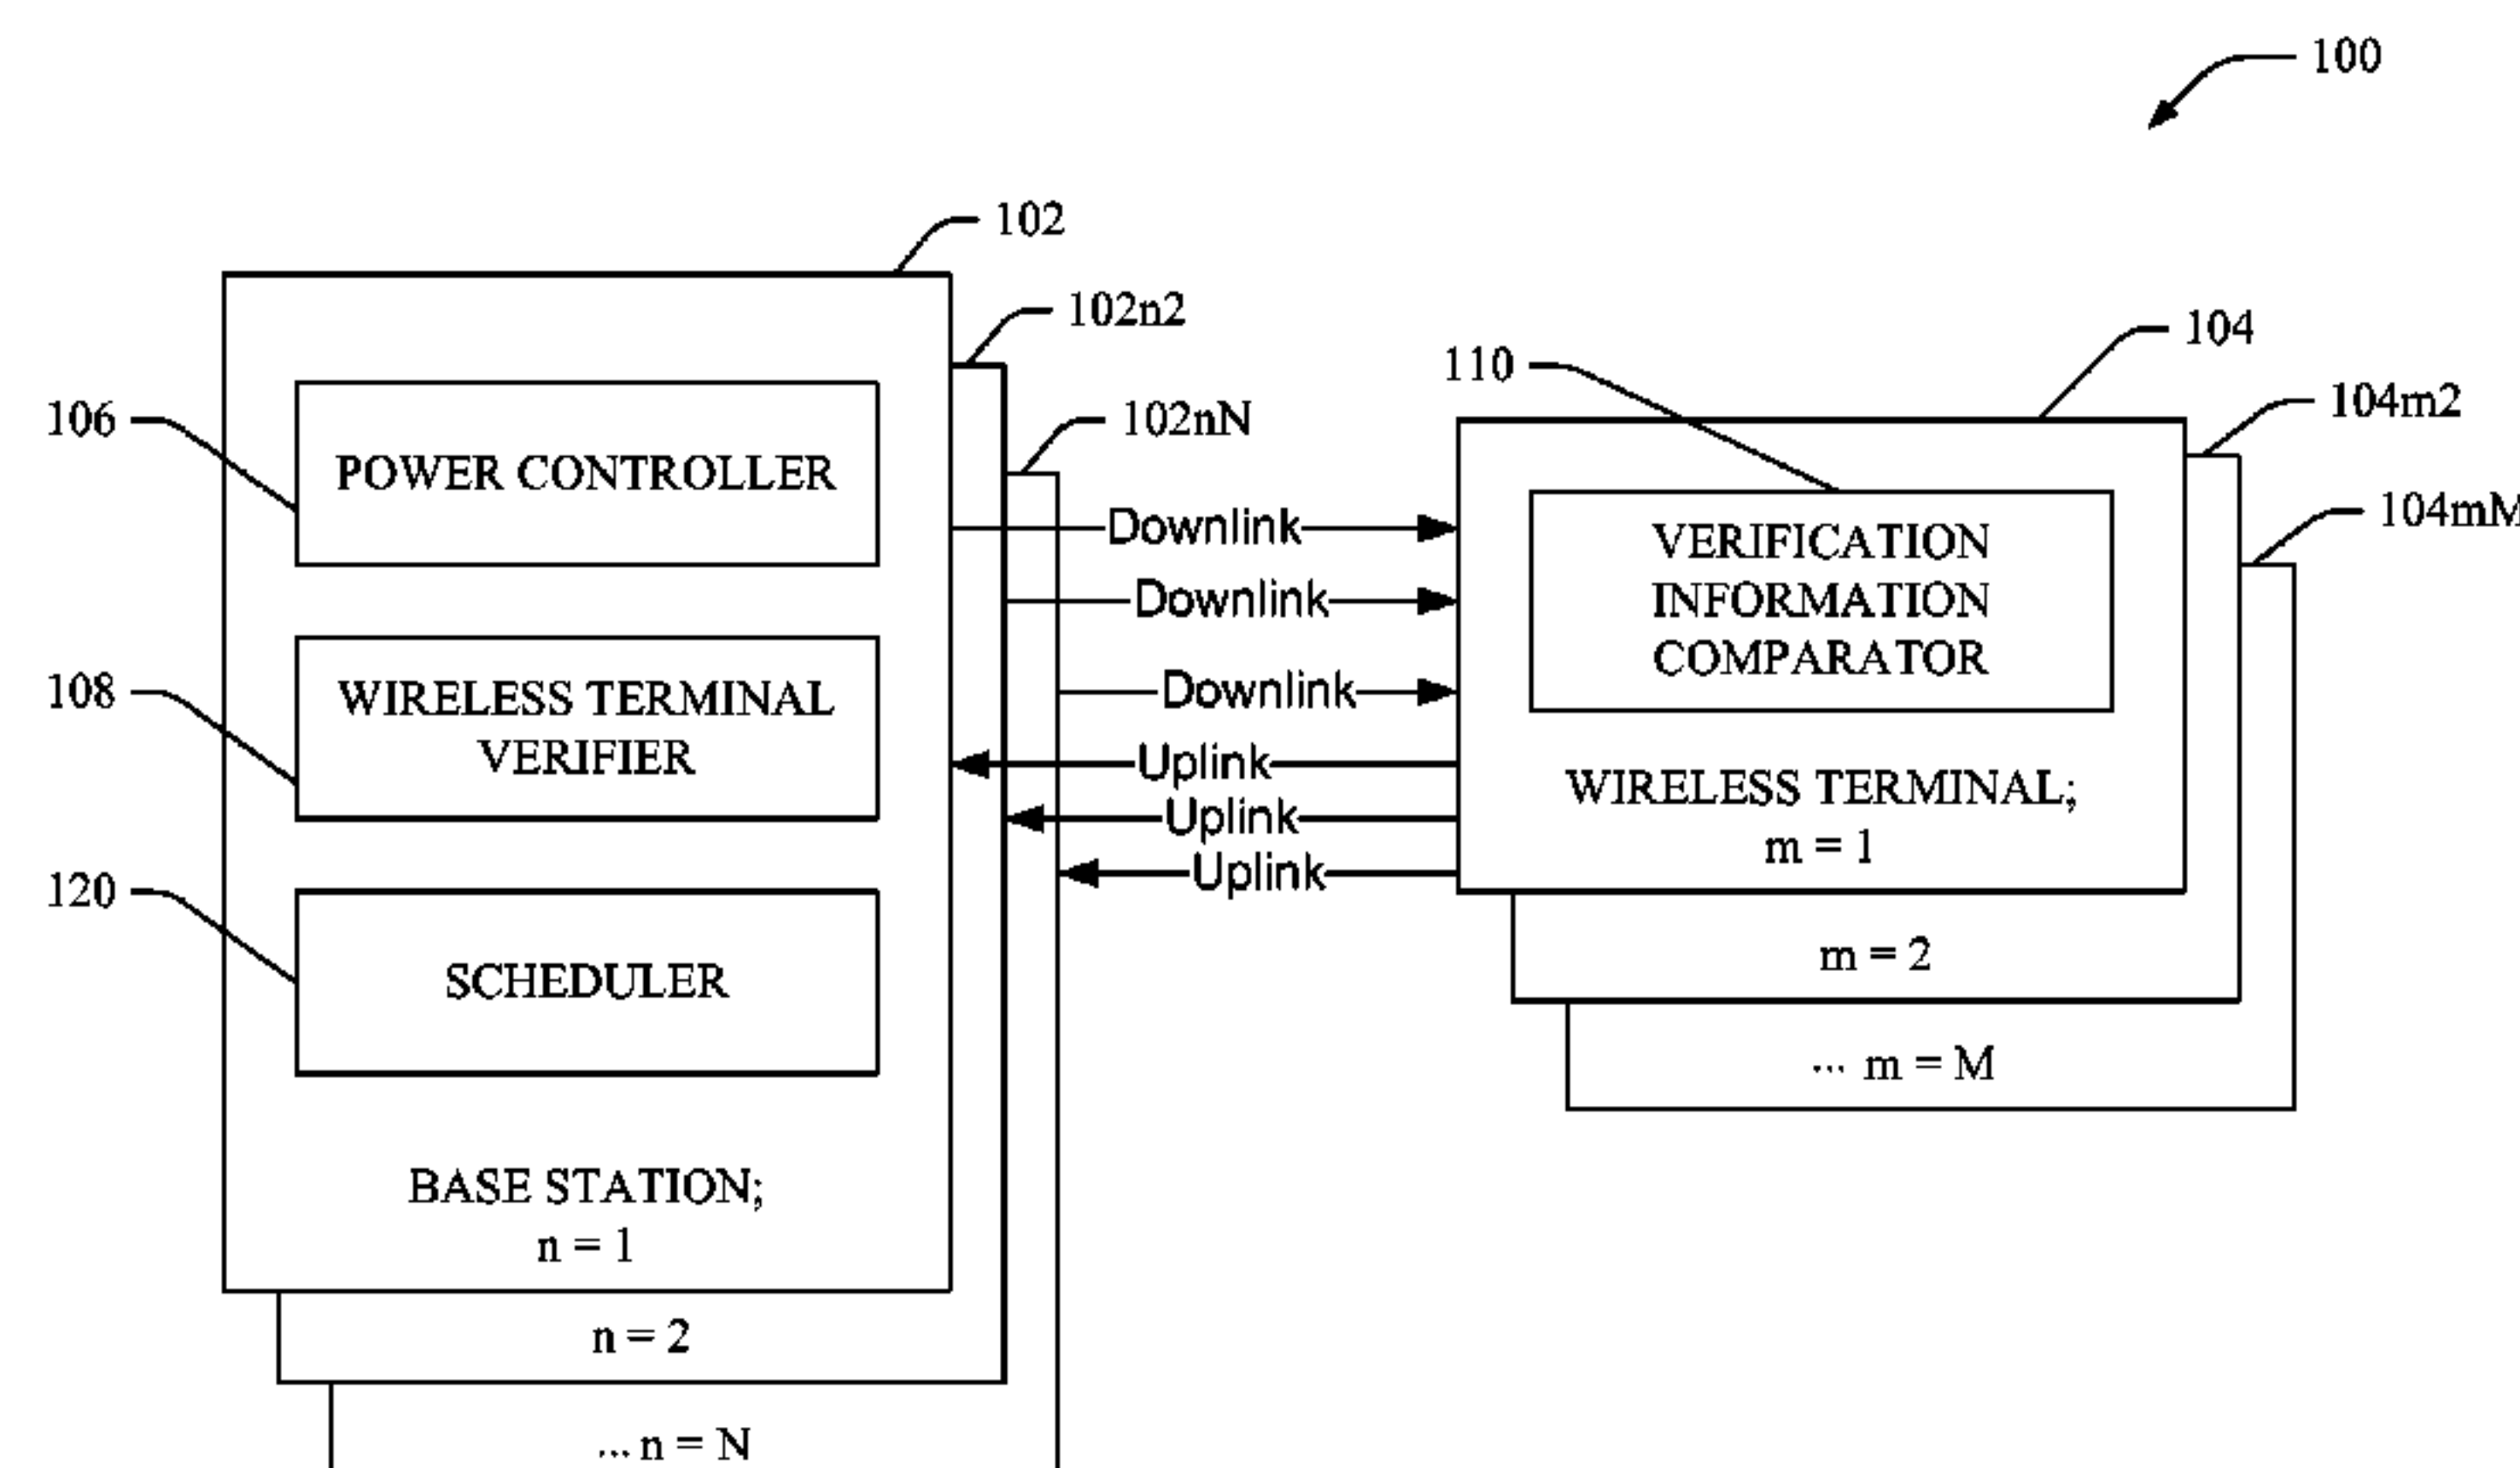 100
102
102n2
104
110
104m2
102nN
106
POWER CONTROLLER
104mM
Downlink
VERIFICATION
INFORMATION
COMPARATOR
Downlink
Downlink
108
WIRELESS TERMINAL
VERIFIER
Uplink
WIRELESS TERMINAL;
m = 1
Uplink
Uplink
120
SCHEDULER
m = 2
... m = M
BASE STATION;
n = 1
n = 2
... n = N